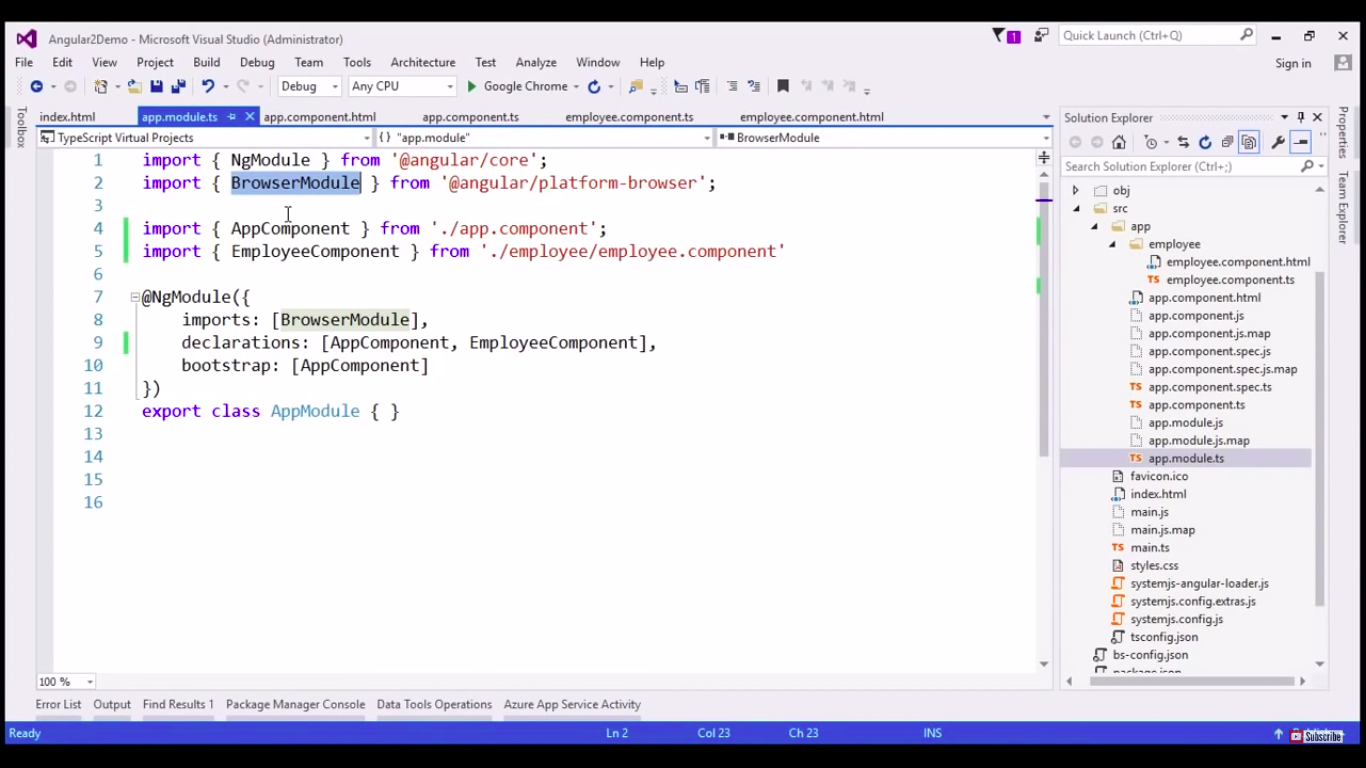 Angular2Demo - Microsoft Visual Studio (Administrator)
1
Quick Launch (Ctrl+Q)
File Edit View Project Build Debug Team Tools Architecture Test Analyze Window Help
Sign in
Debug Any CPU Google Chrome
Toolbox
index.html app.module.ts app.component.html app.component.ts employee.component.ts employee.component.html
TypeScript Virtual Projects {} "app.module" BrowserModule
1 import { NgModule } from '@angular/core';
2 import { BrowserModule } from '@angular/platform-browser';
3
4 import { AppComponent } from './app.component';
5 import { EmployeeComponent } from './employee/employee.component'
6
7 @NgModule({
8 imports: [BrowserModule],
9 declarations: [AppComponent, EmployeeComponent],
10 bootstrap: [AppComponent]
11 })
12 export class AppModule { }
13
14
15
16
100 %
Solution Explorer
Search Solution Explorer (Ctrl+;)
obj
src
app
employee
employee.component.html
TS employee.component.ts
app.component.html
app.component.js
app.component.js.map
app.component.spec.js
app.component.spec.js.map
TS app.component.spec.ts
TS app.component.ts
app.module.js
app.module.js.map
TS app.module.ts
favicon.ico
index.html
main.js
main.js.map
TS main.ts
styles.css
systemjs-angular-loader.js
systemjs.config.extras.js
systemjs.config.js
tsconfig.json
bs-config.json
package.json
Properties
Team Explorer
Error List Output Find Results 1 Package Manager Console Data Tools Operations Azure App Service Activity
Ready Ln 2 Col 23 Ch 23 INS
Subscribe